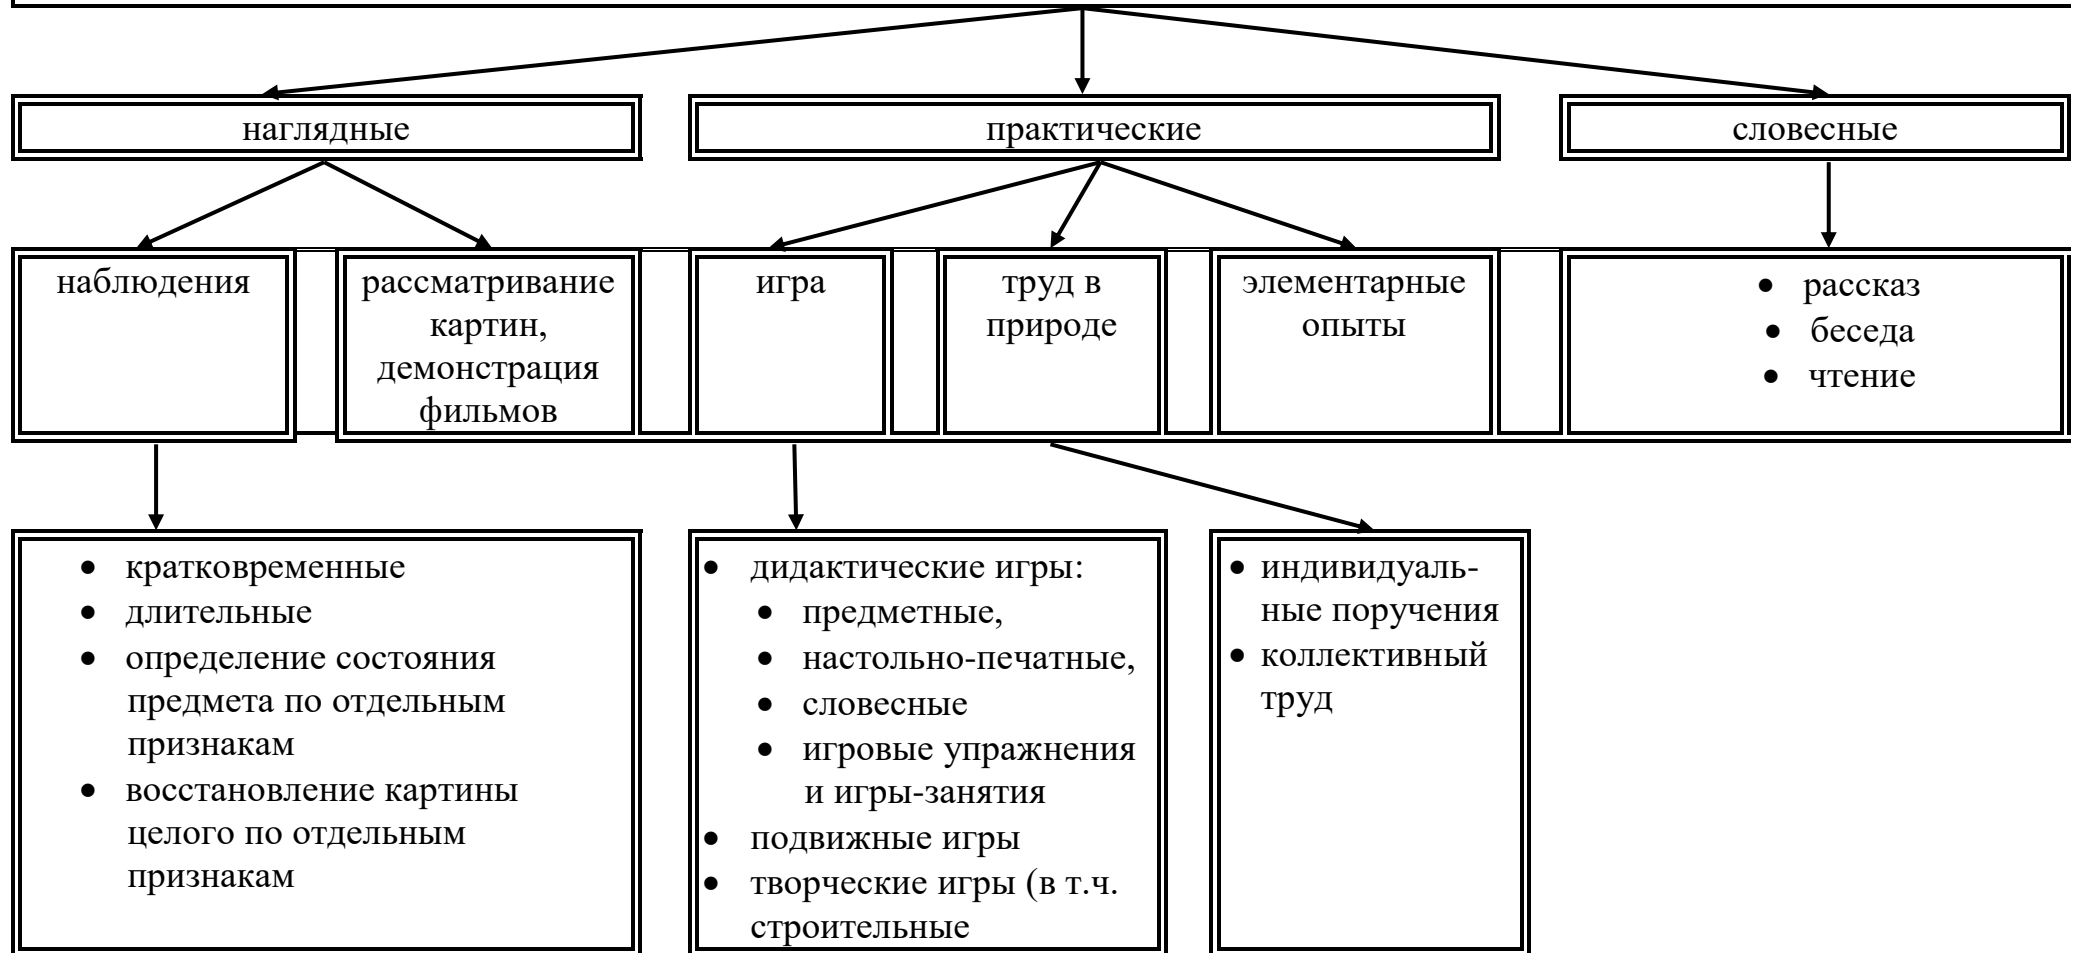 наглядные
практические
словесные
наблюдения
рассматривание
картин,
демонстрация
фильмов
игра
труд в
природе
элементарные
опыты
• рассказ
• беседа
• чтение
• кратковременные
• длительные
• определение состояния
предмета по отдельным
признакам
• восстановление картины
целого по отдельным
признакам
• дидактические игры:
• предметные,
• настольно-печатные,
• словесные
• игровые упражнения
и игры-занятия
• подвижные игры
• творческие игры (в т.ч.
строительные
• индивидуаль-
ные поручения
• коллективный
труд